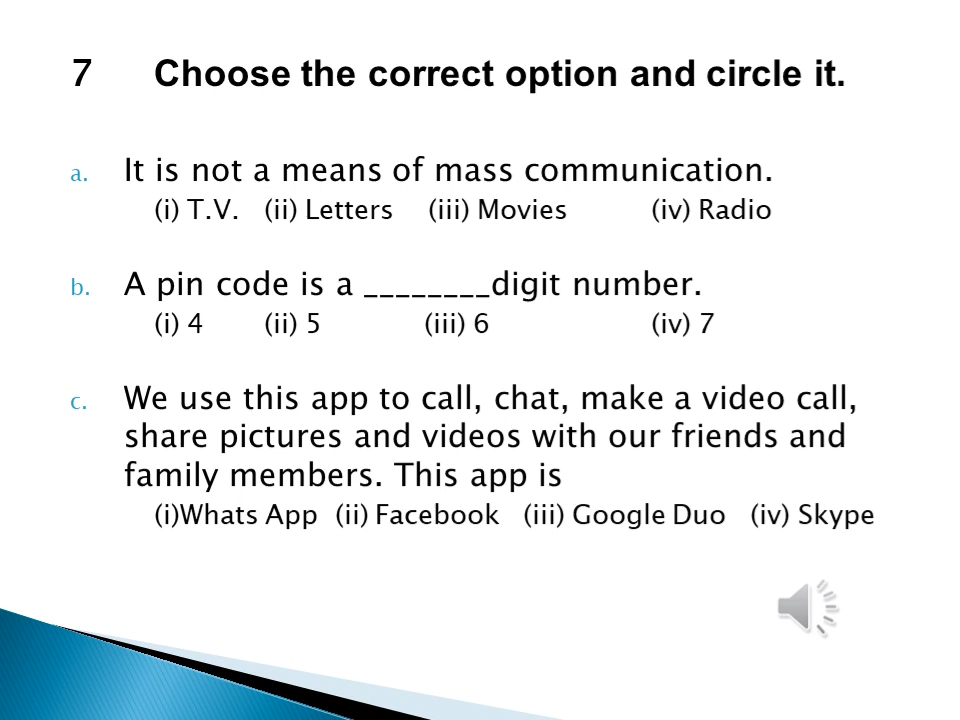 7 Choose the correct option and circle it.
a. It is not a means of mass communication.
(i) T.V. (ii) Letters (iii) Movies (iv) Radio
b. A pin code is a ________digit number.
(i) 4 (ii) 5 (iii) 6 (iv) 7
c. We use this app to call, chat, make a video call,
share pictures and videos with our friends and
family members. This app is
(i)Whats App (ii) Facebook (iii) Google Duo (iv) Skype